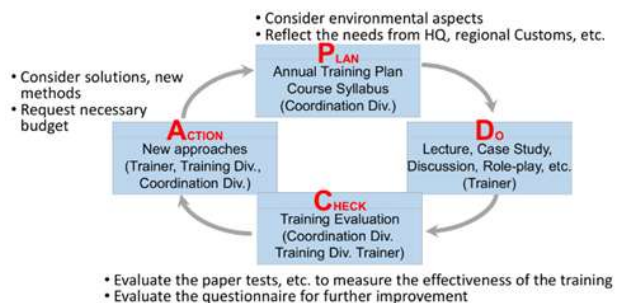 • Consider environmental aspects
• Reflect the needs from HQ, regional Customs, etc.
PLAN
Annual Training Plan
Course Syllabus
(Coordination Div.)
• Consider solutions, new
methods
• Request necessary
budget
ACTION
New approaches
(Trainer, Training Div.,
Coordination Div.)
DO
Lecture, Case Study,
Discussion, Role-play, etc.
(Trainer)
CHECK
Training Evaluation
(Coordination Div.
Training Div. Trainer)
• Evaluate the paper tests, etc. to measure the effectiveness of the training
• Evaluate the questionnaire for further improvement